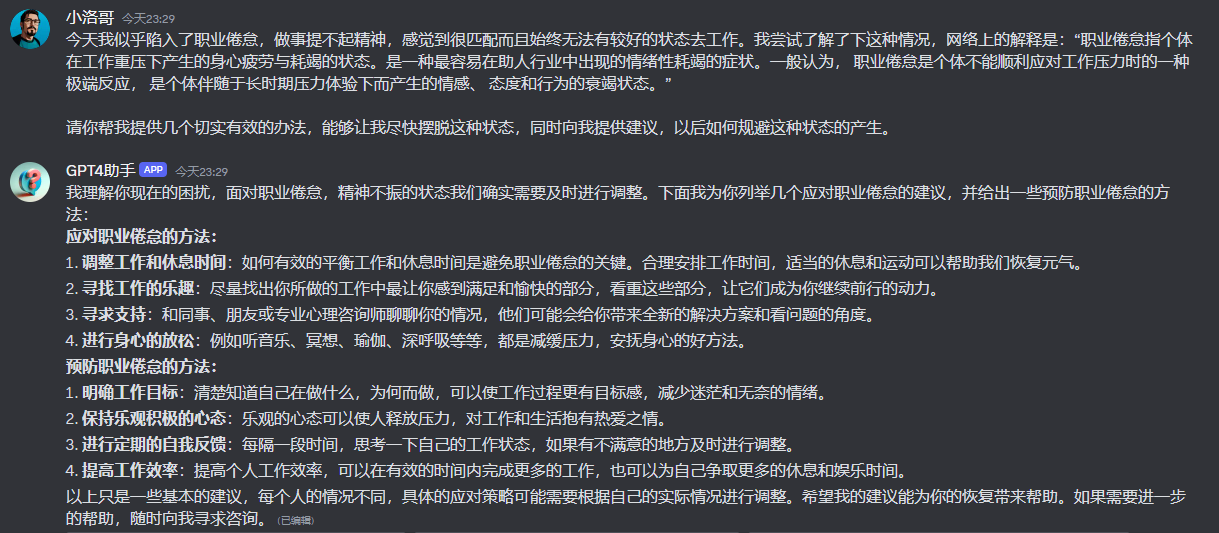 小洛哥 今天23:29
今天我似乎陷入了职业倦怠，做事提不起精神，感觉到很匹配而且始终无法有较好的状态去工作。我尝试了解了下这种情况，网络上的解释是：“职业倦怠指个体
在工作重压下产生的身心疲劳与耗竭的状态。是一种最容易在助人行业中出现的情绪性耗竭的症状。一般认为， 职业倦怠是个体不能顺利应对工作压力时的一种
极端反应， 是个体伴随于长时期压力体验下而产生的情感、 态度和行为的衰竭状态。”
请你帮我提供几个切实有效的办法，能够让我尽快摆脱这种状态，同时向我提供建议，以后如何规避这种状态的产生。
GPT4助手 APP 今天23:29
我理解你现在的困扰，面对职业倦怠，精神不振的状态我们确实需要及时进行调整。下面我为你列举几个应对职业倦怠的建议，并给出一些预防职业倦怠的方
法：
应对职业倦怠的方法：
1. 调整工作和休息时间：如何有效的平衡工作和休息时间是避免职业倦怠的关键。合理安排工作时间，适当的休息和运动可以帮助我们恢复元气。
2. 寻找工作的乐趣：尽量找出你所做的工作中最让你感到满足和愉快的部分，看重这些部分，让它们成为你继续前行的动力。
3. 寻求支持：和同事、朋友或专业心理咨询师聊聊你的情况，他们可能会给你带来全新的解决方案和看问题的角度。
4. 进行身心的放松：例如听音乐、冥想、瑜伽、深呼吸等等，都是减缓压力，安抚身心的好方法。
预防职业倦怠的方法：
1. 明确工作目标：清楚知道自己在做什么，为何而做，可以使工作过程更有目标感，减少迷茫和无奈的情绪。
2. 保持乐观积极的心态：乐观的心态可以使人释放压力，对工作和生活抱有热爱之情。
3. 进行定期的自我反馈：每隔一段时间，思考一下自己的工作状态，如果有不满意的地方及时进行调整。
4. 提高工作效率：提高个人工作效率，可以在有效的时间内完成更多的工作，也可以为自己争取更多的休息和娱乐时间。
以上只是一些基本的建议，每个人的情况不同，具体的应对策略可能需要根据自己的实际情况进行调整。希望我的建议能为你的恢复带来帮助。如果需要进一步
的帮助，随时向我寻求咨询。 (已编辑)